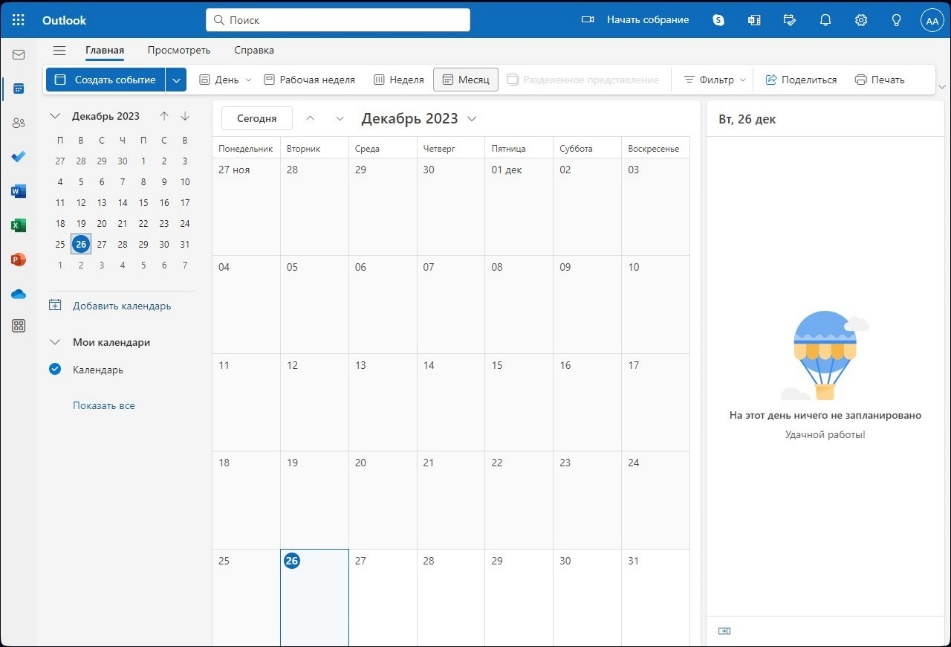 Outlook
Поиск
Начать собрание
АА
Главная Просмотреть Справка
Создать событие День Рабочая неделя Неделя Месяц Разделенное представление Фильтр Поделиться Печать
Декабрь 2023
П В С Ч П С В
27 28 29 30 1 2 3
4 5 6 7 8 9 10
11 12 13 14 15 16 17
18 19 20 21 22 23 24
25 26 27 28 29 30 31
1 2 3 4 5 6 7
Добавить календарь
Мои календари
Календарь
Показать все
Сегодня Декабрь 2023
Понедельник Вторник Среда Четверг Пятница Суббота Воскресенье
27 ноя 28 29 30 01 дек 02 03
04 05 06 07 08 09 10
11 12 13 14 15 16 17
18 19 20 21 22 23 24
25 26 27 28 29 30 31
Вт, 26 дек
На этот день ничего не запланировано
Удачной работы!